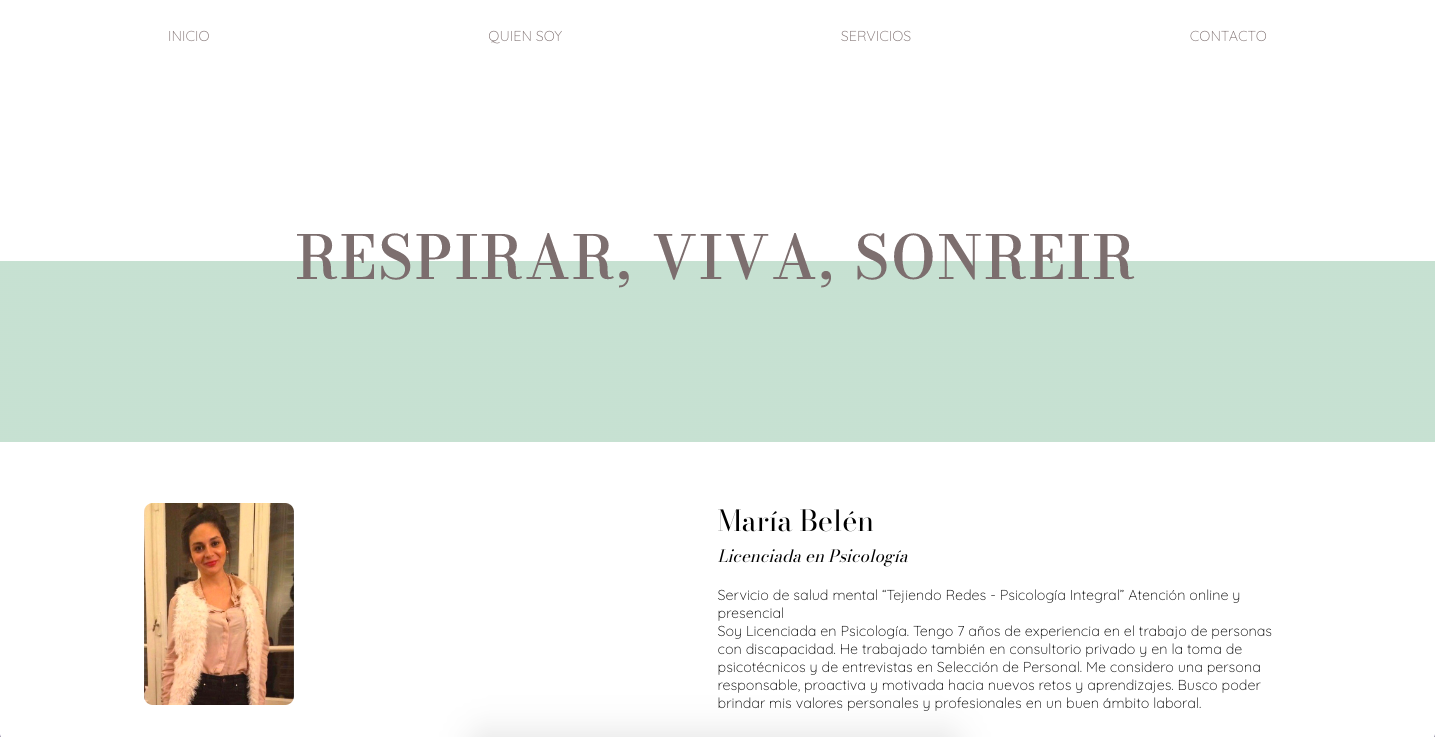 INICIO
QUIEN SOY
SERVICIOS
CONTACTO
RESPIRAR, VIVA, SONREIR
María Belén
Licenciada en Psicología
Servicio de salud mental “Tejiendo Redes - Psicología Integral” Atención online y
presencial
Soy Licenciada en Psicología. Tengo 7 años de experiencia en el trabajo de personas
con discapacidad. He trabajado también en consultorio privado y en la toma de
psicotécnicos y de entrevistas en Selección de Personal. Me considero una persona
responsable, proactiva y motivada hacia nuevos retos y aprendizajes. Busco poder
brindar mis valores personales y profesionales en un buen ámbito laboral.